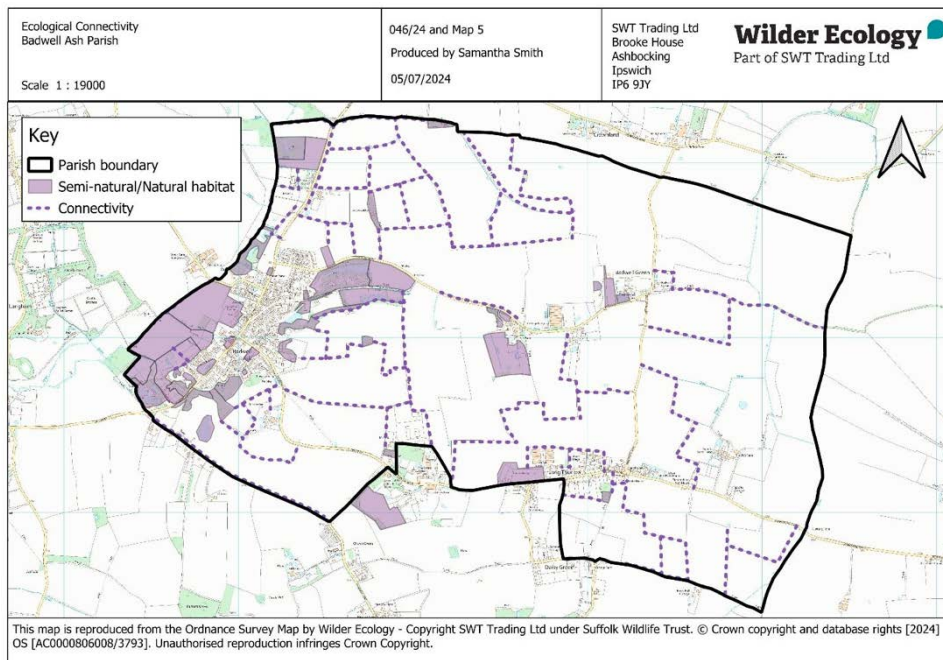 Ecological Connectivity
Badwell Ash Parish
Scale 1 : 19000
046/24 and Map 5
Produced by Samantha Smith
05/07/2024
SWT Trading Ltd
Brooke House
Ashbocking
Ipswich
IP6 9JY
Wilder Ecology
Part of SWT Trading Ltd
Key
Parish boundary
Semi-natural/Natural habitat
Connectivity
Long Thurlow
This map is reproduced from the Ordnance Survey Map by Wilder Ecology - Copyright SWT Trading Ltd under Suffolk Wildlife Trust. © Crown copyright and database rights [2024]
OS [AC0000806008/3793]. Unauthorised reproduction infringes Crown Copyright.